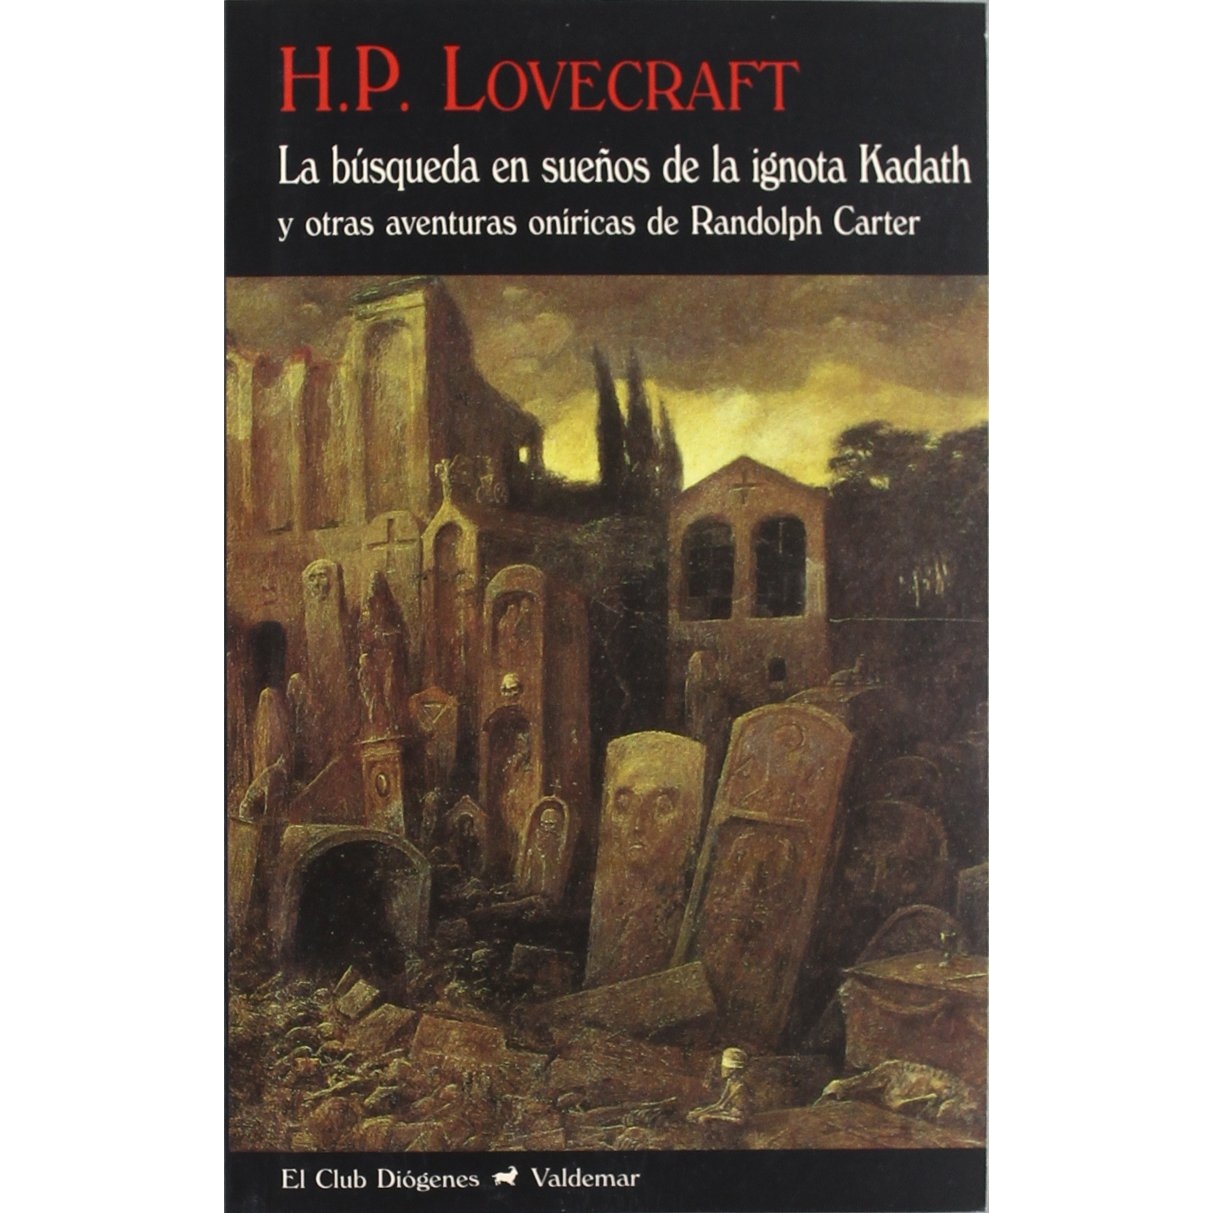 H.P. LOVECRAFT
La búsqueda en sueños de la ignota Kadath
y otras aventuras oníricas de Randolph Carter
El Club Diógenes Valdemar